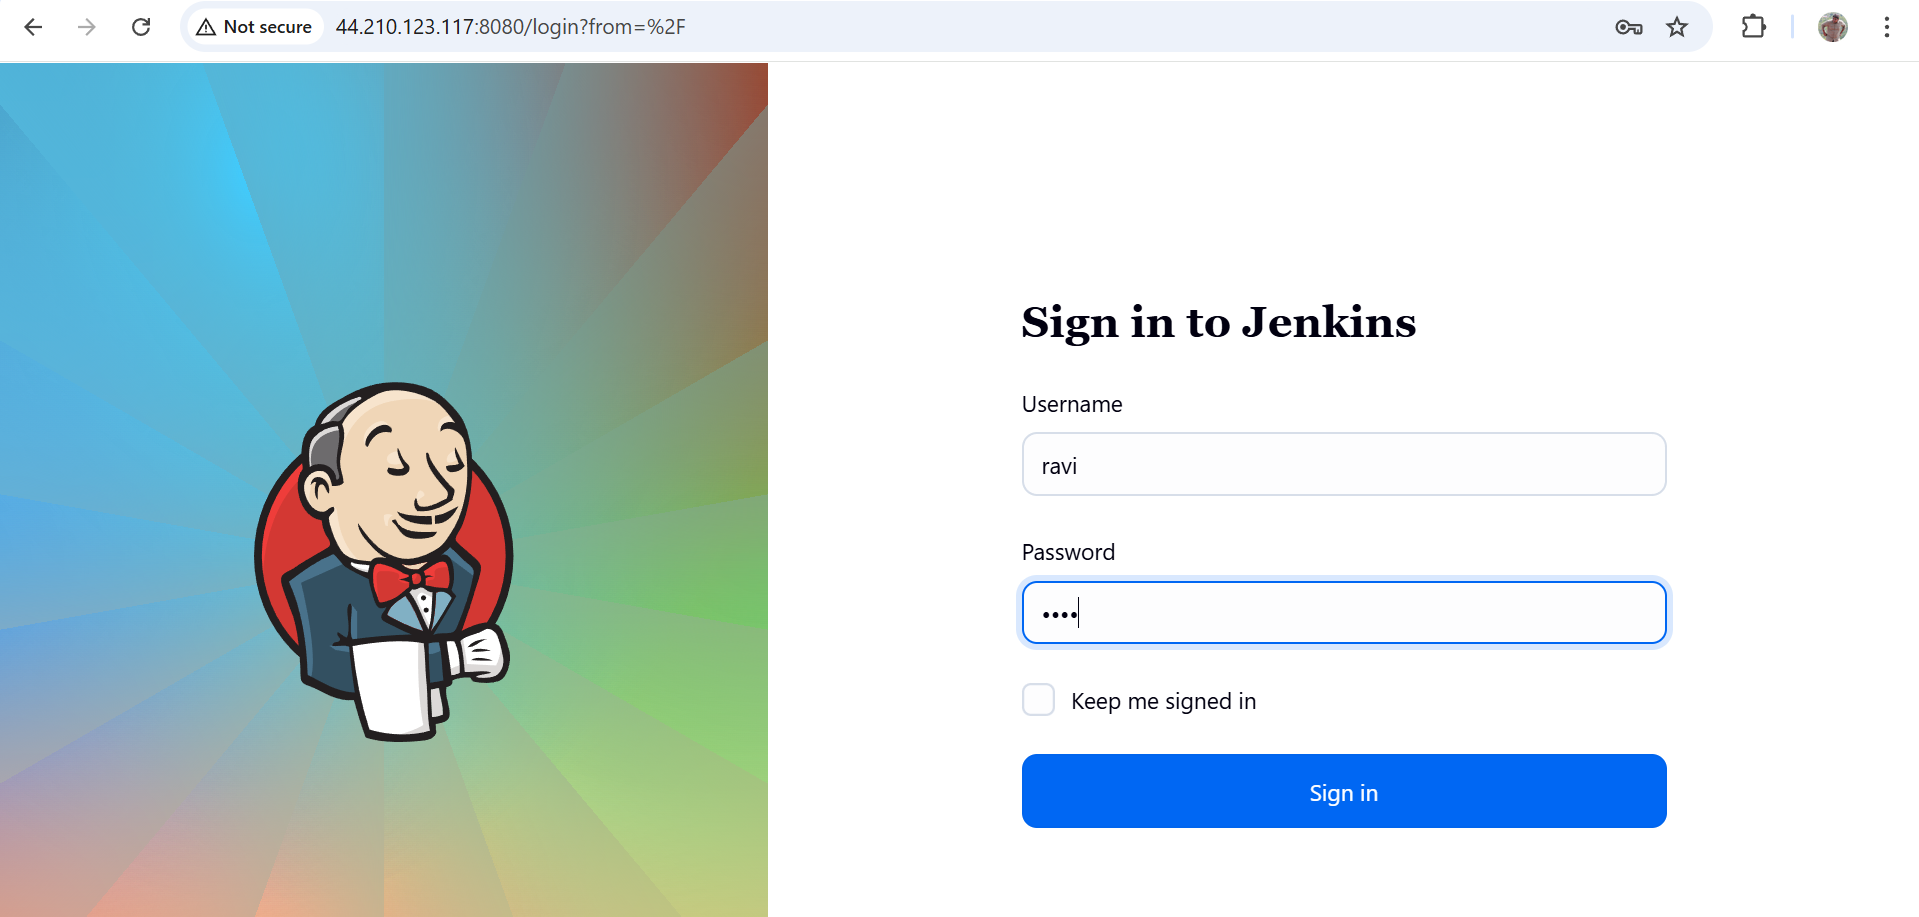 Not secure 44.210.123.117:8080/login?from=%2F
Sign in to Jenkins
Username
ravi
Password
••••
Keep me signed in
Sign in